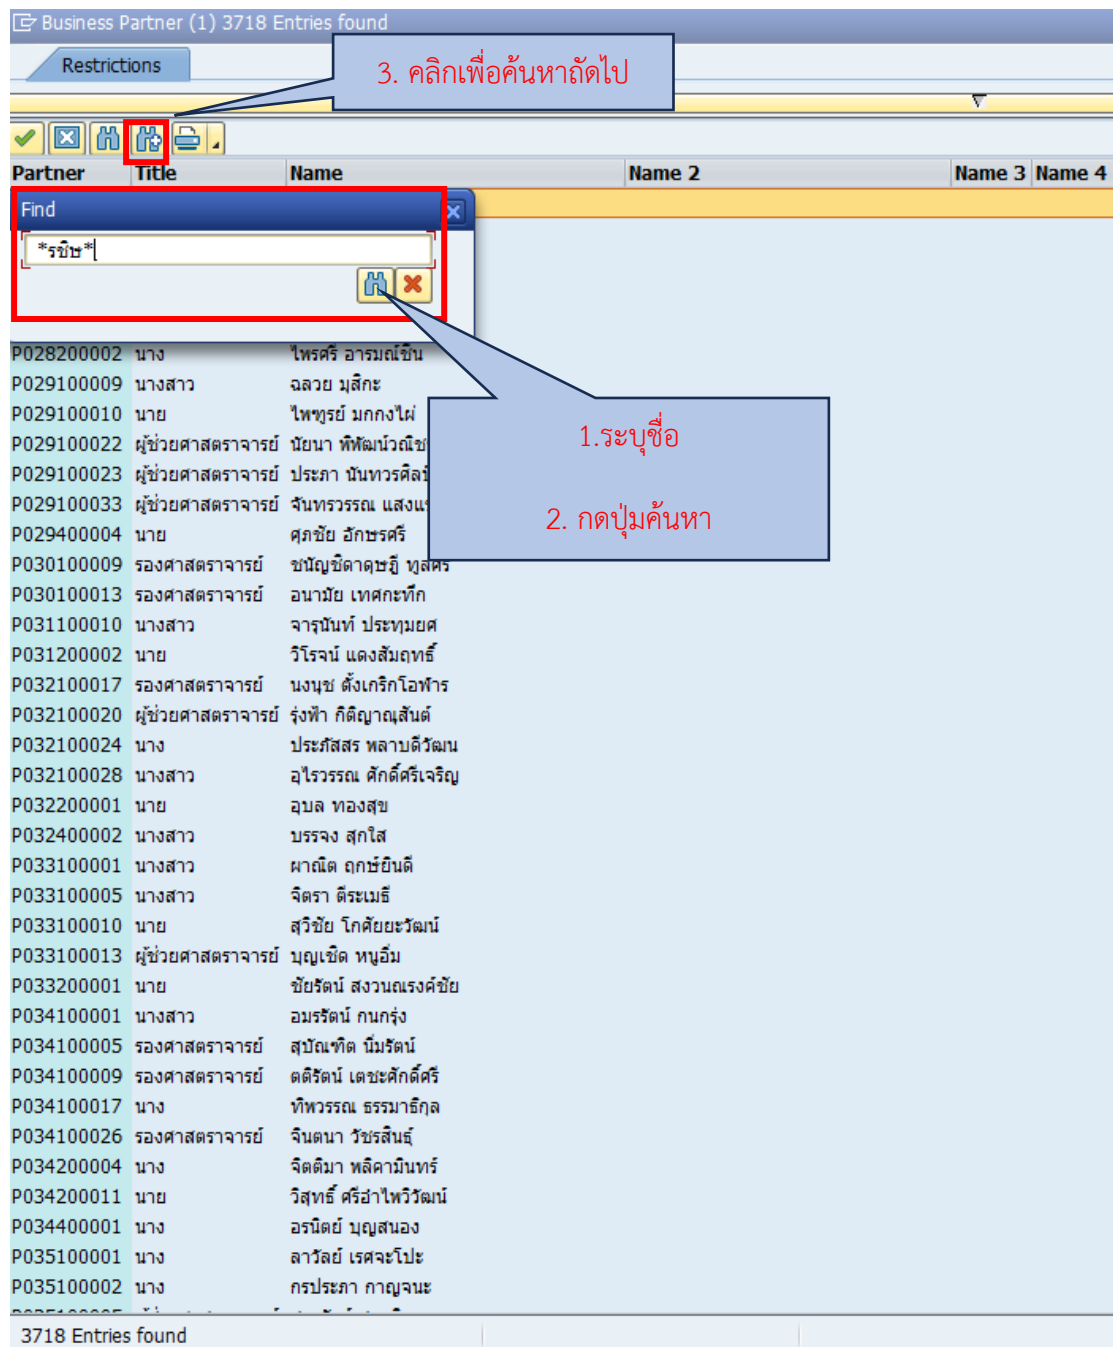 Business Partner (1) 3718 Entries found
Restrictions
3. คลิกเพื่อค้นหาถัดไป
Partner Title Name Name 2 Name 3 Name 4
Find
*รชิษ*
P028200002 นาง ไพรศรี อารมณ์ชื่น
P029100009 นางสาว ฉลวย มุสิกะ
P029100010 นาย ไพฑูรย์ มกกงไผ่
1.ระบุชื่อ
P029100022 ผู้ช่วยศาสตราจารย์ นัยนา พิพัฒน์วณิช
P029100023 ผู้ช่วยศาสตราจารย์ ประภา นันทวรศิลป์
P029100033 ผู้ช่วยศาสตราจารย์ จันทรวรรณ
2. กดปุ่มค้นหา
P029400004 นาย ศุภชัย อักษรศรี
P030100009 รองศาสตราจารย์ ชนัญชิดาดุษฎี ทูลศิริ
P030100013 รองศาสตราจารย์ อนามัย เทศกะทึก
P031100010 นางสาว จารุนันท์ ประทุมยศ
P031200002 นาย วิโรจน์ แดงสัมฤทธิ์
P032100017 รองศาสตราจารย์ นงนุช ตั้งเกริกโอฬาร
P032100020 ผู้ช่วยศาสตราจารย์ รุ่งฟ้า กิติญาณุสันต์
P032100024 นาง ประภัสสร พลาบดีวัฒน
P032100028 นางสาว อุไรวรรณ ศักดิ์ศรีเจริญ
P032200001 นาย อุบล ทองสุข
P032400002 นางสาว บรรจง สุกใส
P033100001 นางสาว ผาณิต ฤกษ์ยินดี
P033100005 นางสาว จิตรา ตีระเมธี
P033100010 นาย สุวิชัย โกศัยยะวัฒน์
P033100013 ผู้ช่วยศาสตราจารย์ บุญเชิด หนูอิ่ม
P033200001 นาย ชัยรัตน์ สงวนณรงค์ชัย
P034100001 นางสาว อมรรัตน์ กนกรุ่ง
P034100005 รองศาสตราจารย์ สุบัณฑิต นิ่มรัตน์
P034100009 รองศาสตราจารย์ ตติรัตน์ เตชะศักดิ์ศรี
P034100017 นาง ทิพวรรณ ธรรมาธิกุล
P034100026 รองศาสตราจารย์ จินตนา วัชรสินธุ์
P034200004 นาง จิตติมา พลิคามินทร์
P034200011 นาย วิสุทธิ์ ศรีอำไพวิวัฒน์
P034400001 นาง อรนิตย์ บุญสนอง
P035100001 นาง ลาวัลย์ เรศจะโปะ
P035100002 นาง กรประภา กาญจนะ
3718 Entries found